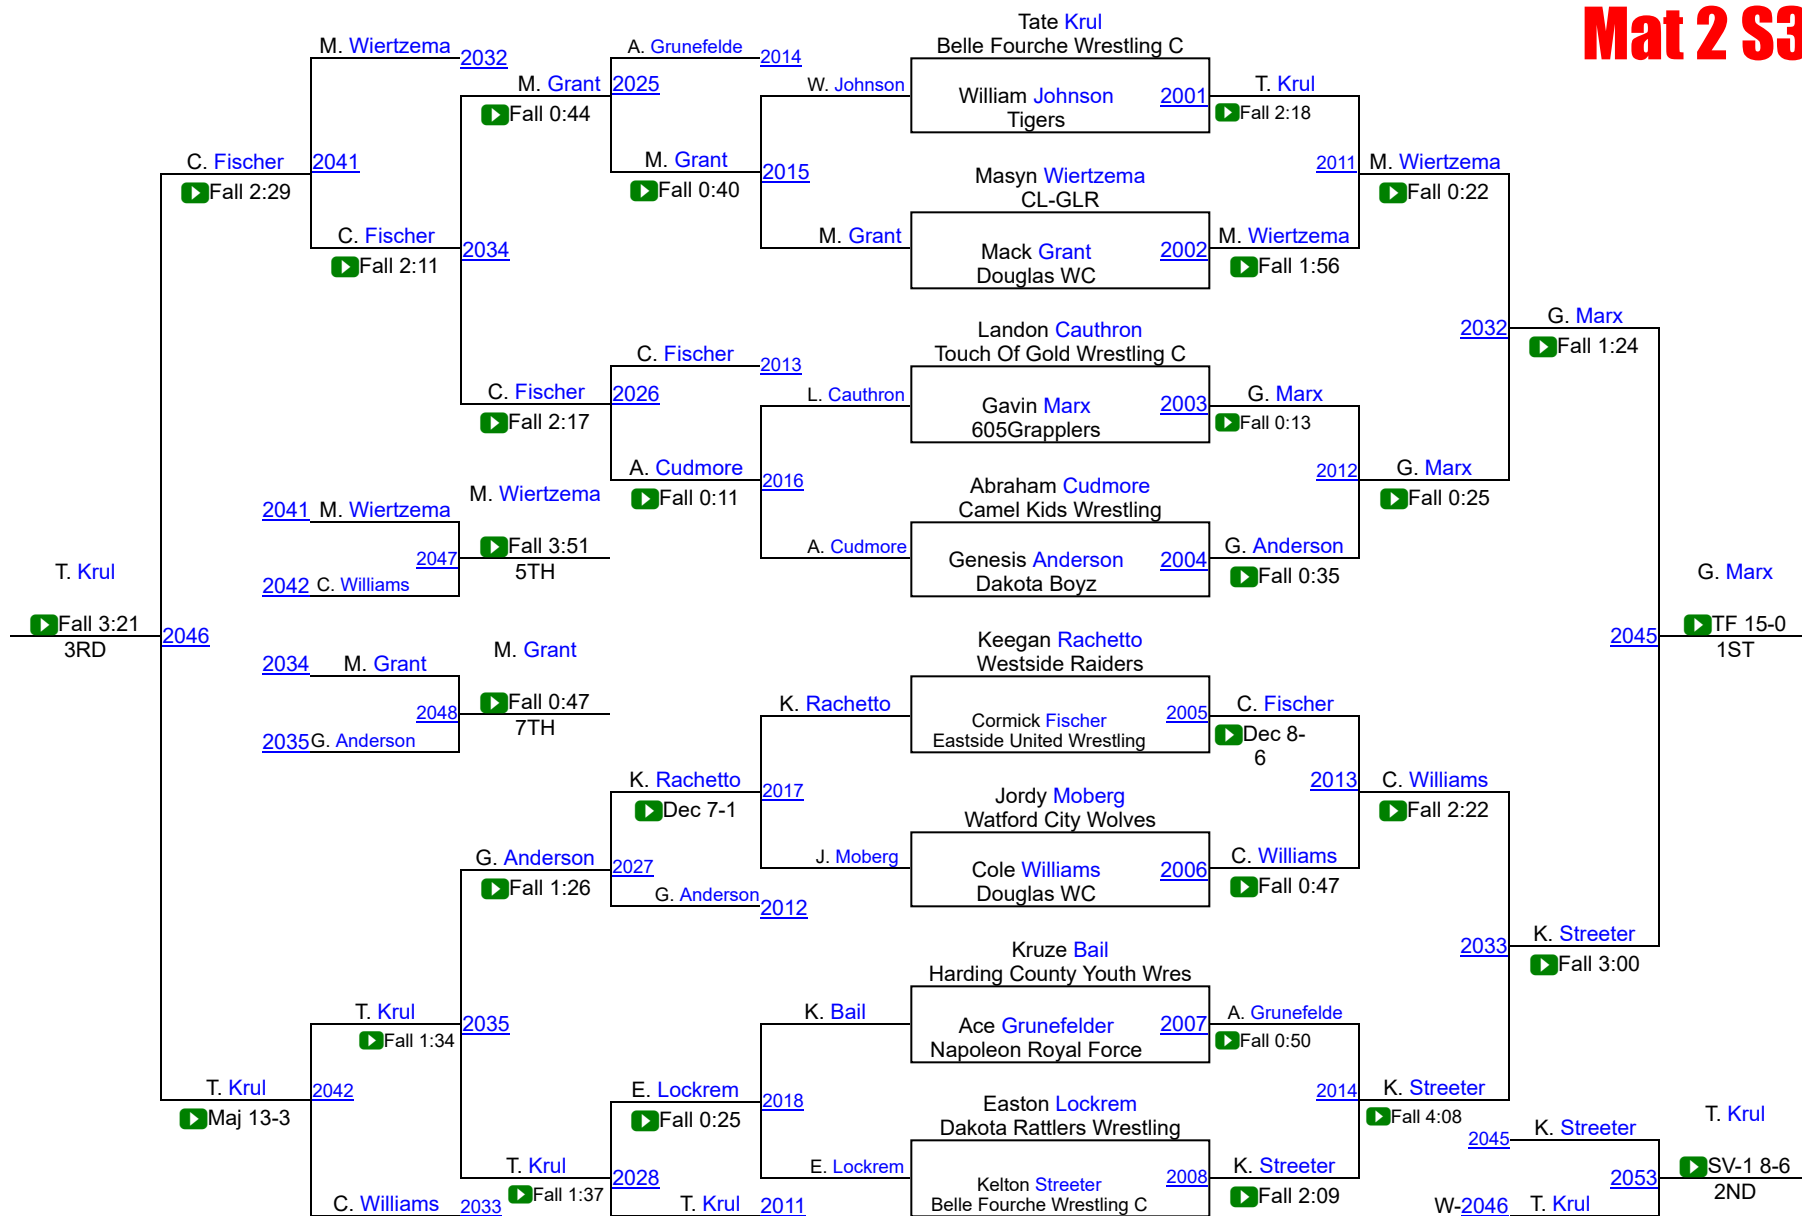 Mat 2 S3
Tate Krul
Belle Fourche Wrestling C
William Johnson
Tigers
2001
T. Krul
Fall 2:18
Masyn Wiertzema
CL-GLR
Mack Grant
Douglas WC
2002
M. Wiertzema
Fall 1:56
2011
M. Wiertzema
Fall 0:22
Landon Cauthron
Touch Of Gold Wrestling C
Gavin Marx
605Grapplers
2003
G. Marx
Fall 0:13
Abraham Cudmore
Camel Kids Wrestling
Genesis Anderson
Dakota Boyz
2004
G. Anderson
Fall 0:35
2012
G. Marx
Fall 0:25
2032
G. Marx
Fall 1:24
Keegan Rachetto
Westside Raiders
Cormick Fischer
Eastside United Wrestling
2005
C. Fischer
Dec 8-
6
Jordy Moberg
Watford City Wolves
Cole Williams
Douglas WC
2006
C. Williams
Fall 0:47
2013
C. Williams
Fall 2:22
Kruze Bail
Harding County Youth Wres
Ace Grunefelder
Napoleon Royal Force
2007
A. Grunefelde
Fall 0:50
Easton Lockrem
Dakota Rattlers Wrestling
Kelton Streeter
Belle Fourche Wrestling C
2008
K. Streeter
Fall 2:09
2014
K. Streeter
Fall 4:08
2033
K. Streeter
Fall 3:00
2045
G. Marx
TF 15-0
1ST
2045
K. Streeter
W-2046
T. Krul
2053
T. Krul
SV-1 8-6
2ND
W. Johnson
M. Grant
2015
M. Grant
Fall 0:40
A. Grunefelde
2014
2025
M. Grant
Fall 0:44
L. Cauthron
A. Cudmore
2016
A. Cudmore
Fall 0:11
C. Fischer
2013
2026
C. Fischer
Fall 2:17
2034
C. Fischer
Fall 2:11
M. Wiertzema
2032
2041
C. Fischer
Fall 2:29
2041
M. Wiertzema
2042
C. Williams
2047
M. Wiertzema
Fall 3:51
5TH
2034
M. Grant
2035
G. Anderson
2048
M. Grant
Fall 0:47
7TH
K. Rachetto
J. Moberg
2017
K. Rachetto
Dec 7-1
G. Anderson
2012
2027
G. Anderson
Fall 1:26
K. Bail
E. Lockrem
2018
E. Lockrem
Fall 0:25
T. Krul
2011
2028
T. Krul
Fall 1:37
2035
T. Krul
Fall 1:34
C. Williams
2033
2042
T. Krul
Maj 13-3
2046
T. Krul
Fall 3:21
3RD